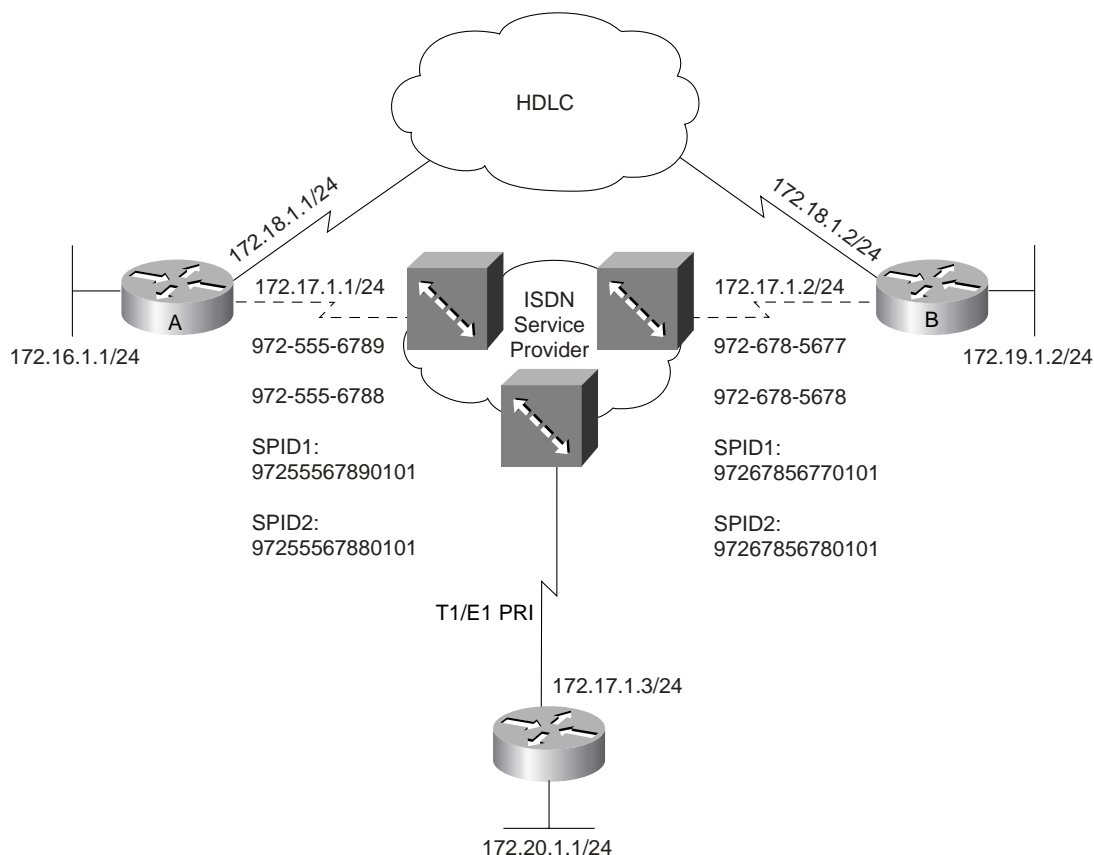 HDLC
172.18.1.1/24
172.18.1.2/24
A
172.17.1.1/24
ISDN
Service
Provider
172.17.1.2/24
B
172.16.1.1/24
972-555-6789
972-678-5677
172.19.1.2/24
972-555-6788
972-678-5678
SPID1:
97255567890101
SPID1:
97267856770101
SPID2:
97255567880101
SPID2:
97267856780101
T1/E1 PRI
172.17.1.3/24
172.20.1.1/24